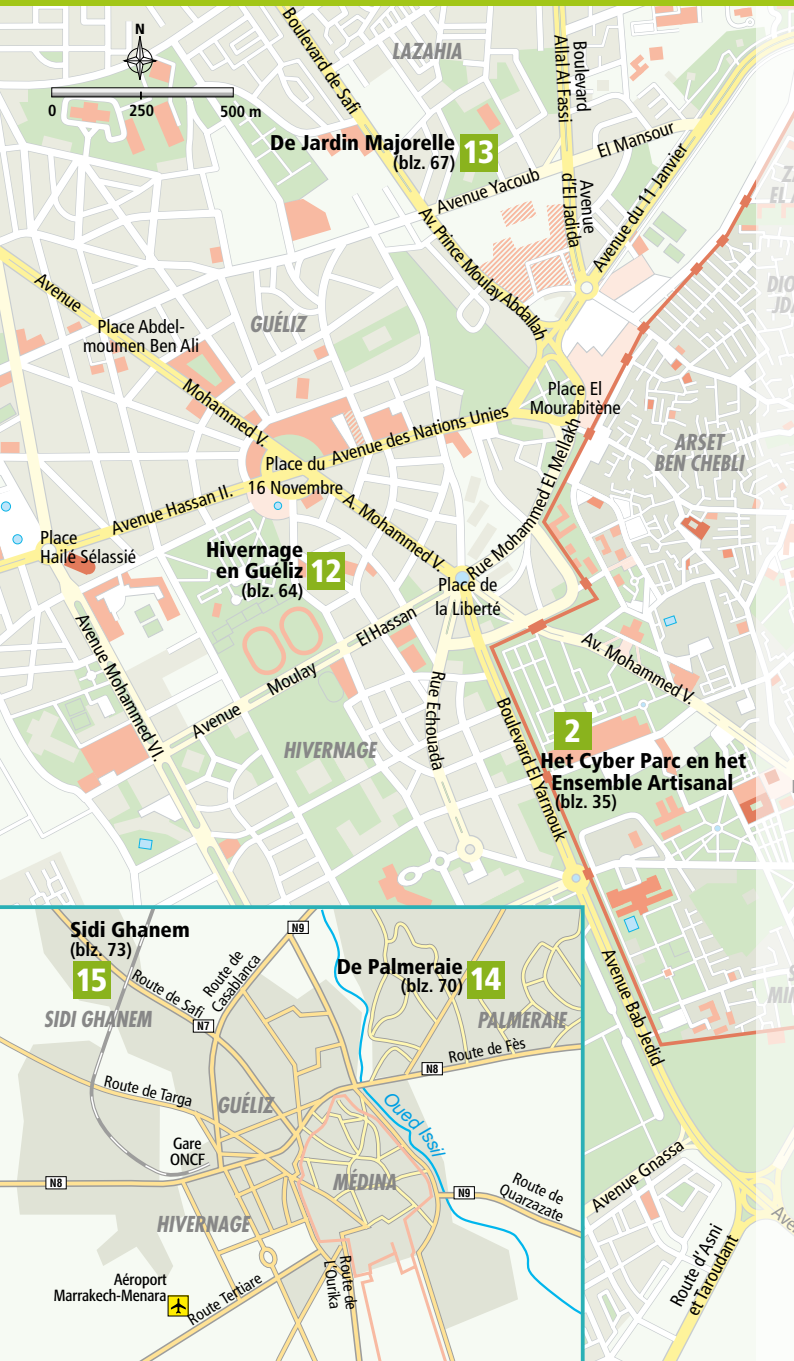 N
0 250 500 m
Boulevard de Safi
LAZAHIA
Boulevard
Allal Al Fassi
De Jardin Majorelle 13
(blz. 67)
El Mansour
Avenue Yacoub
Avenue
d'El Jadida
Avenue du 11 Janvier
Av. Prince Moulay Abdallah
Avenue
Place Abdel-
moumen Ben Ali
GUÉLIZ
Mohammed V.
Place El
Mourabitène
Avenue des Nations Unies
ARSET
BEN CHEBLI
Place du
16 Novembre
Avenue Hassan II.
A. Mohammed V.
Rue Mohammed El Mellakh
Place
Hailé Sélassié
Hivernage
en Guéliz 12
(blz. 64)
Place de
la Liberté
El Hassan
Moulay
Avenue
Avenue Mohammed VI.
Rue Echouada
Av. Mohammed V.
HIVERNAGE
Boulevard El Yarmouk
2
Het Cyber Parc en het
Ensemble Artisanal
(blz. 35)
Avenue Bab Jedid
Avenue Gnassa
Route d'Asni
et Taroudant
Sidi Ghanem
(blz. 73)
15
SIDI GHANEM
Route de Safi
N7
Route de
Casablanca
N9
De Palmeraie 14
(blz. 70)
PALMERAIE
N8
Route de Fès
Route de Targa
GUÉLIZ
Oued Issil
Gare
ONCF
N8
MÉDINA
N9
Route de
Quarzazate
HIVERNAGE
Aéroport
Marrakech-Menara
Route Tertiare
Route de
L'Ourika